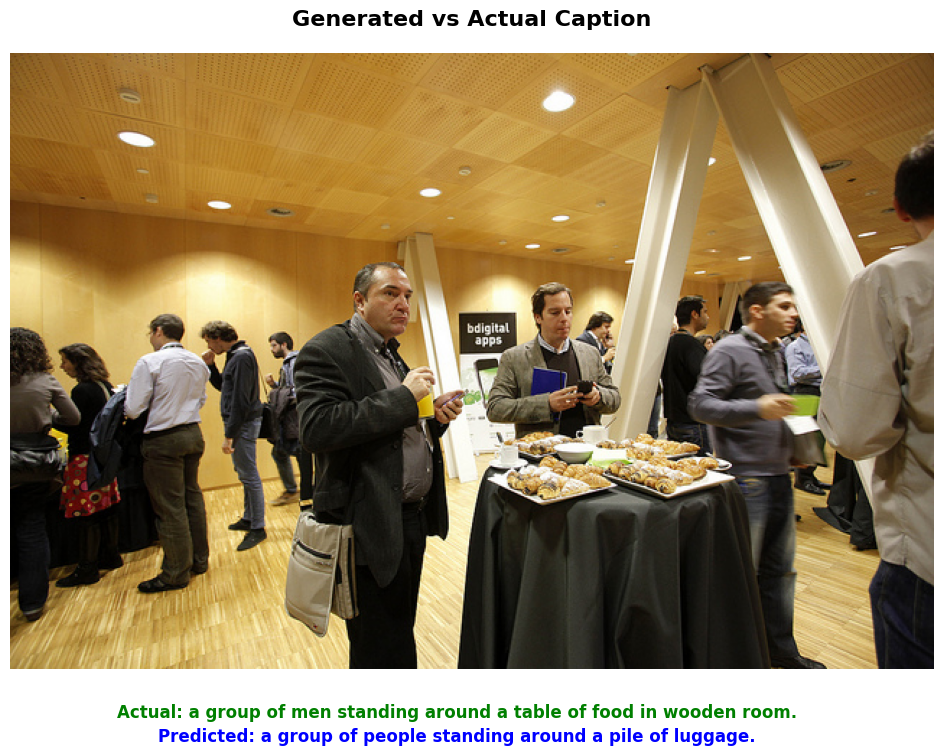 Generated vs Actual Caption
bdigital
apps
Actual: a group of men standing around a table of food in wooden room.
Predicted: a group of people standing around a pile of luggage.